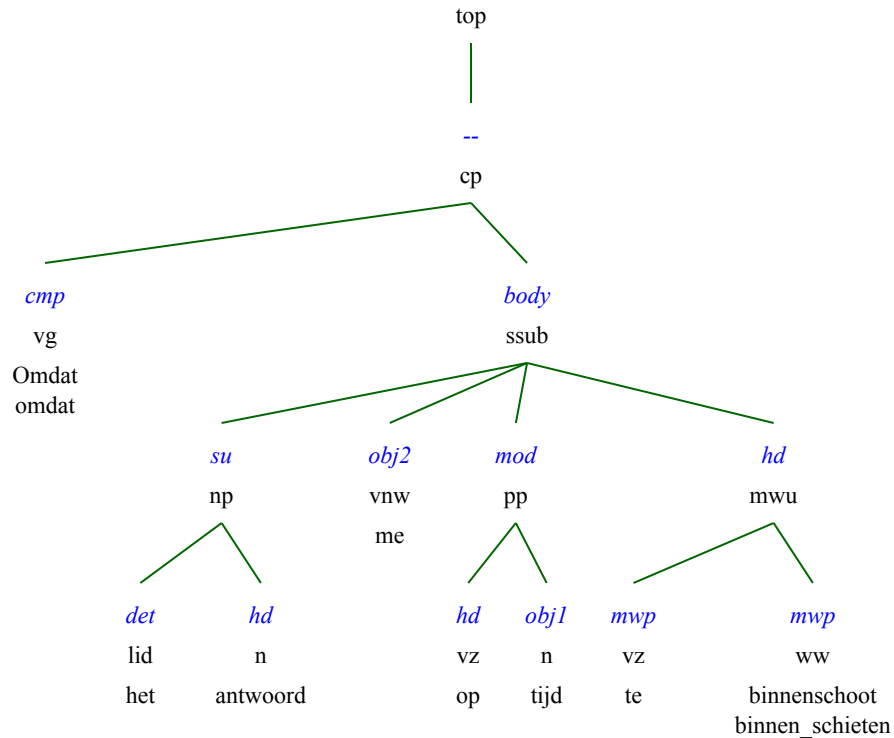 top
--
cp
cmp body
vg ssub
Omdat
omdat
su obj2 mod hd
np vnw pp mwu
me
det hd hd obj1 mwp mwp
lid n vz n vz ww
het antwoord op tijd te binnenschoot
binnen_schieten